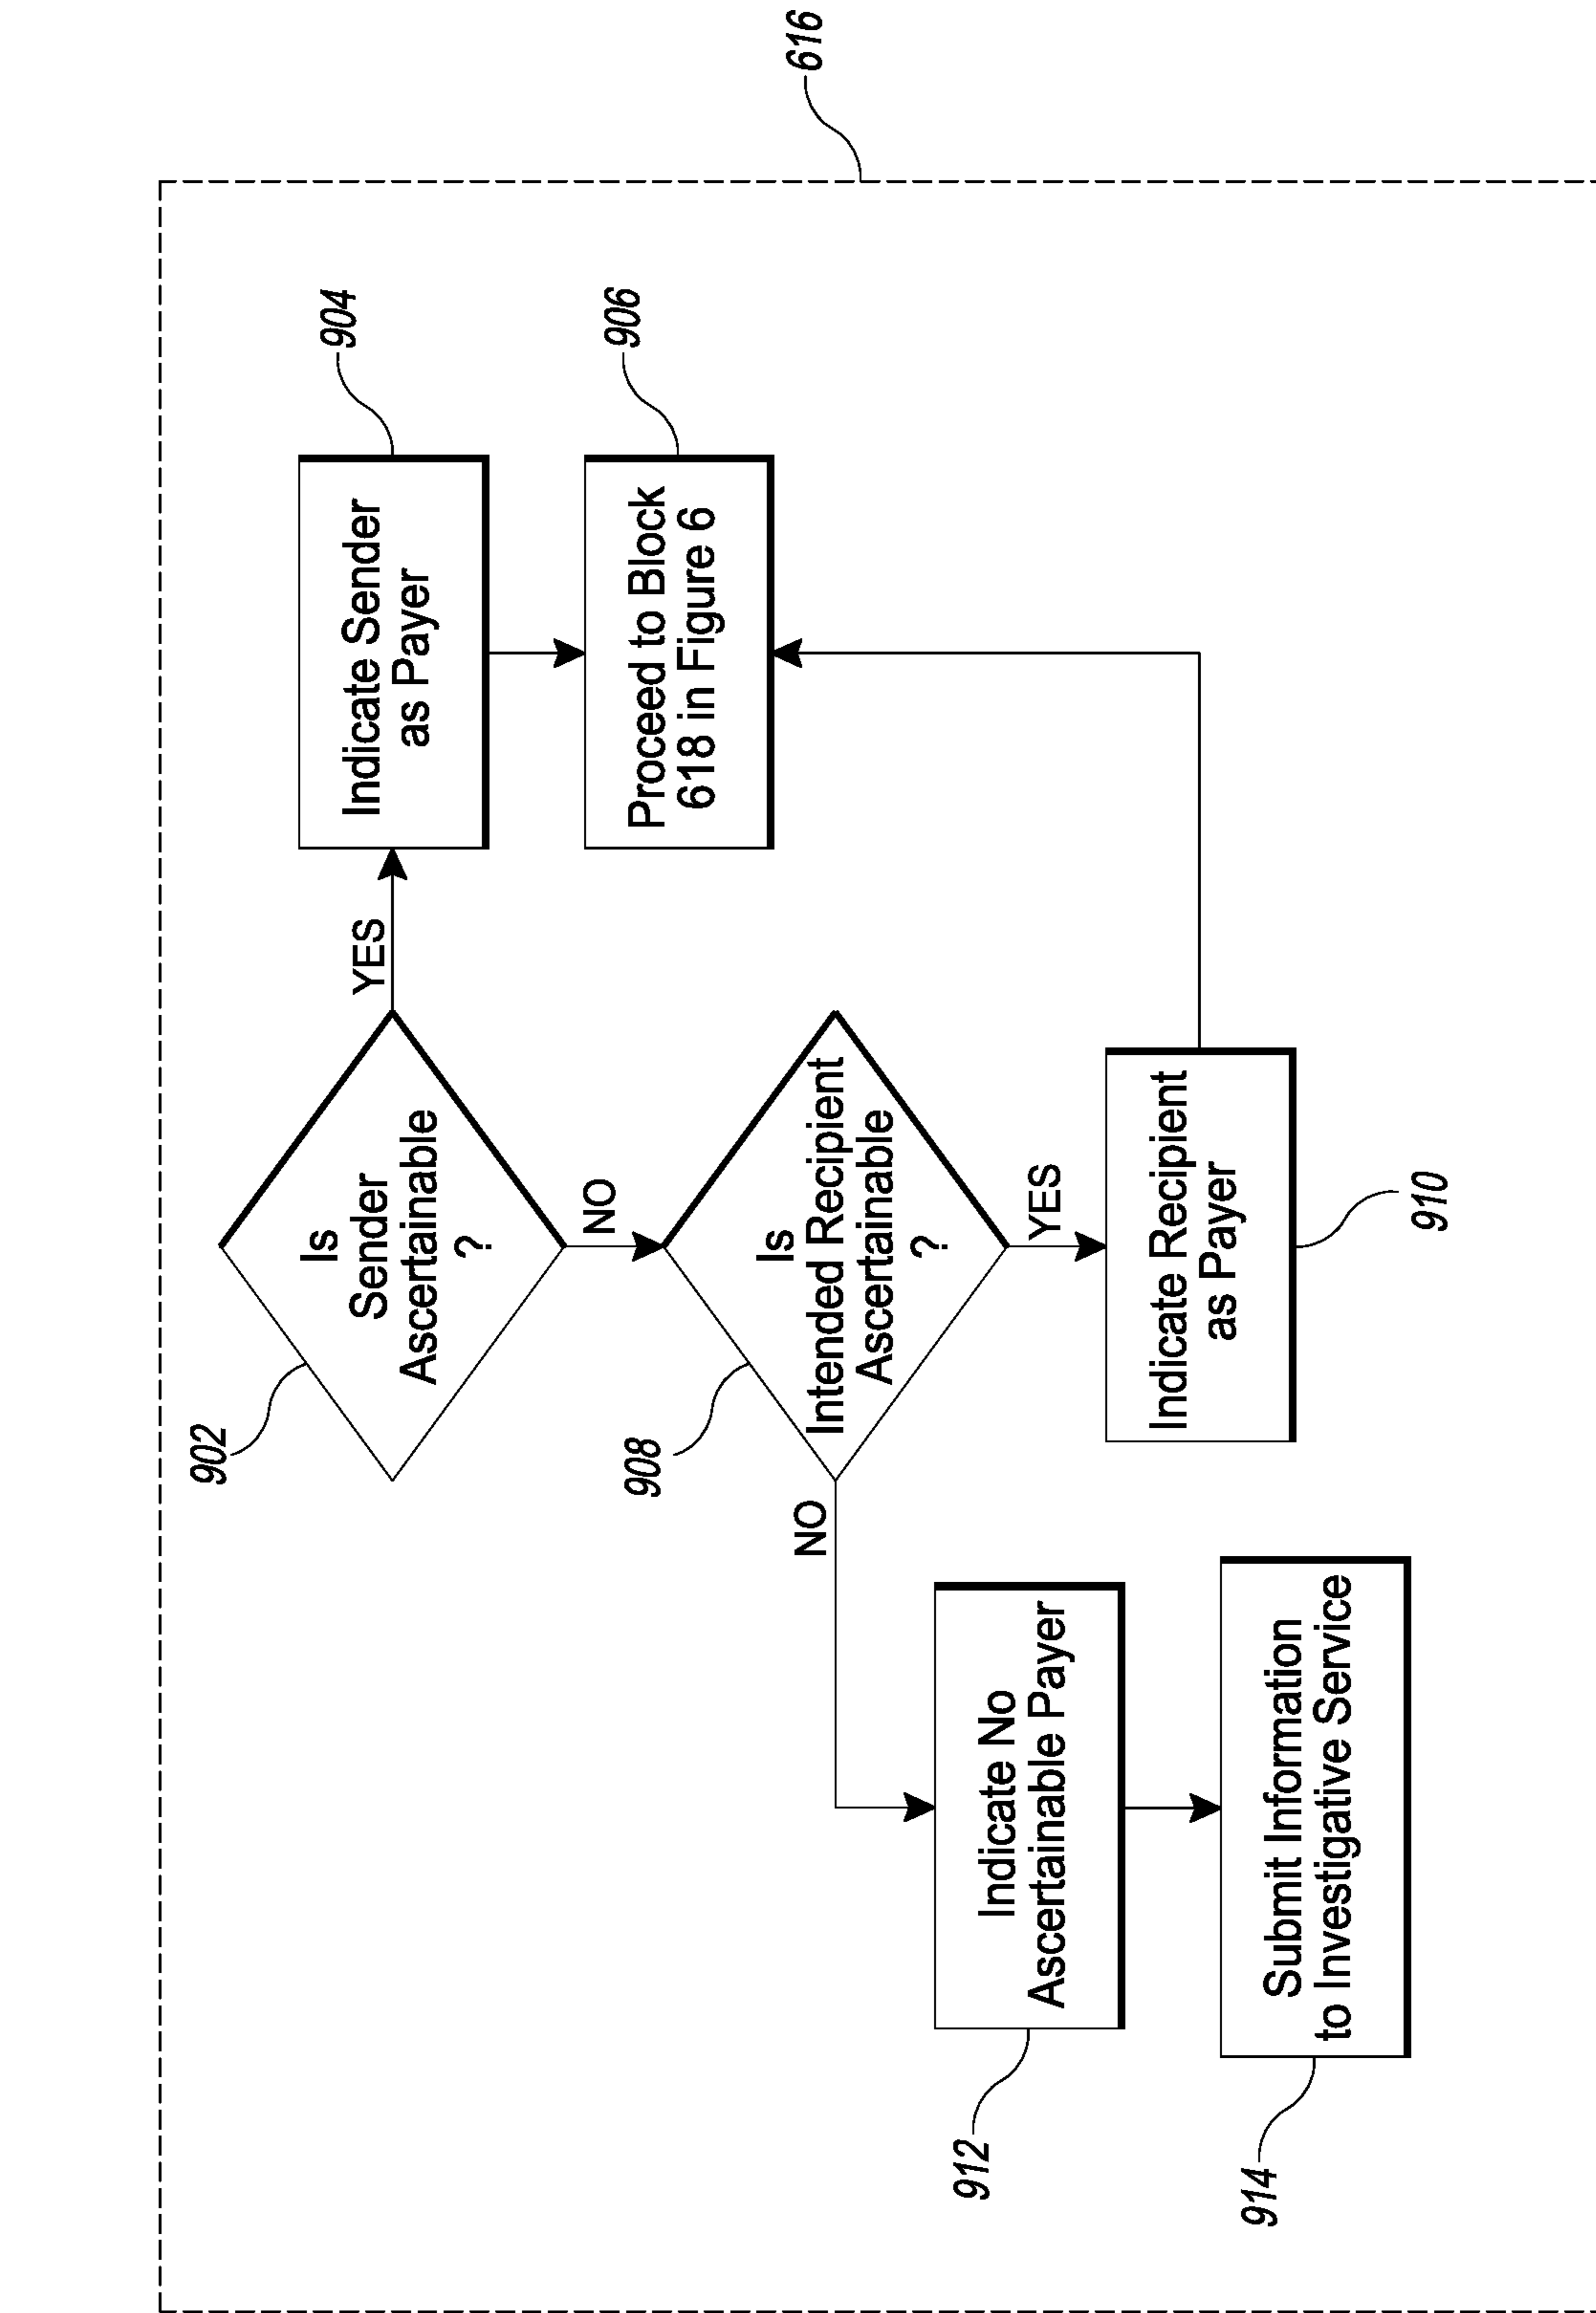 902
Is
Sender
Ascertainable
?
YES
904
Indicate Sender
as Payer
NO
906
Proceed to Block
618 in Figure 6
616
908
Is
Intended Recipient
Ascertainable
?
NO
YES
912
Indicate No
Ascertainable Payer
Indicate Recipient
as Payer
910
914
Submit Information
to Investigative Service